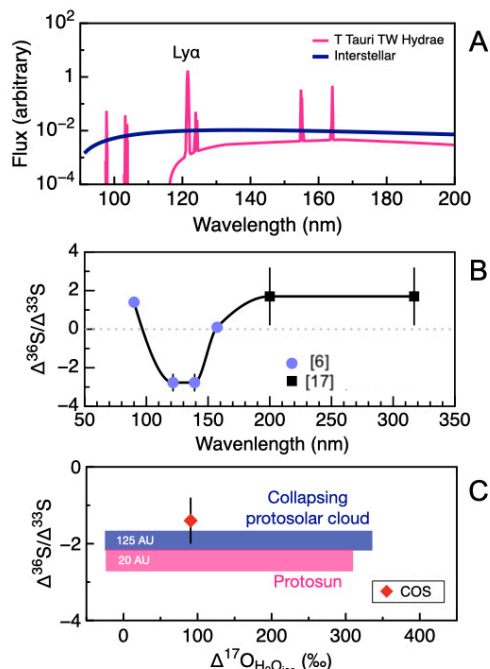 A
Lyα
T Tauri TW Hydrae
Interstellar
Flux (arbitrary)
10²
1
10⁻²
10⁻⁴
100 120 140 160 180 200
Wavelength (nm)
B
Δ³⁶S/Δ³³S
4
2
0
−2
−4
[6]
[17]
50 100 150 200 250 300 350
Wavenlength (nm)
C
Δ³⁶S/Δ³³S
0
−2
−4
Collapsing
protosolar cloud
125 AU
20 AU
Protosun
COS
0 100 200 300 400
Δ¹⁷O (‰)